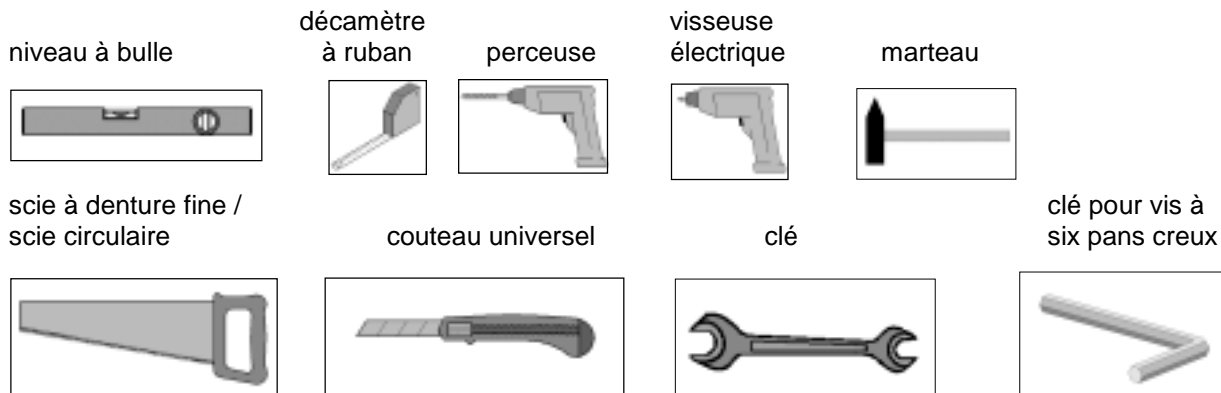 niveau à bulle
décamètre
à ruban
perceuse
visseuse
électrique
marteau
scie à denture fine /
scie circulaire
couteau universel
clé
clé pour vis à
six pans creux